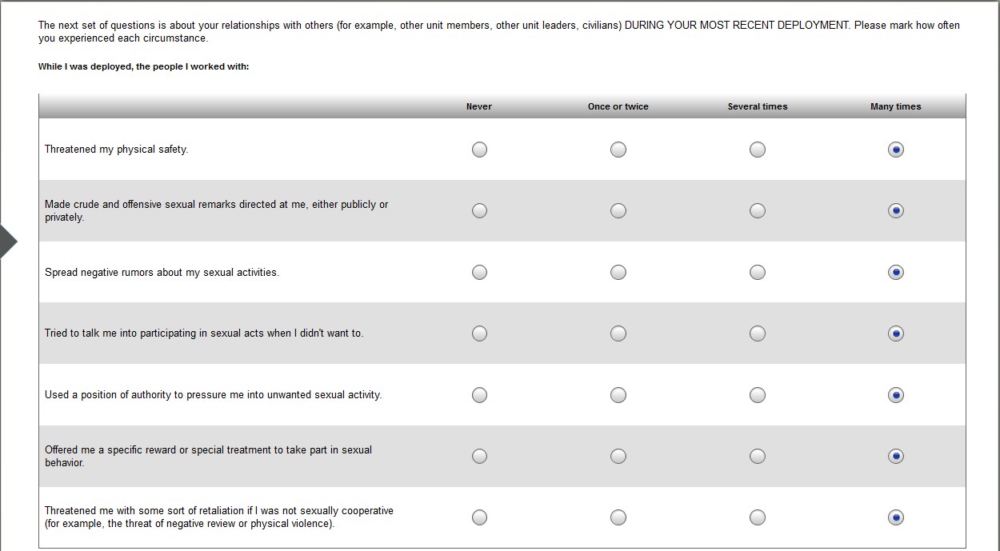 The next set of questions is about your relationships with others (for example, other unit members, other unit leaders, civilians) DURING YOUR MOST RECENT DEPLOYMENT. Please mark how often
you experienced each circumstance.
While I was deployed, the people I worked with:
Never Once or twice Several times Many times
Threatened my physical safety.
Made crude and offensive sexual remarks directed at me, either publicly or
privately.
Spread negative rumors about my sexual activities.
Tried to talk me into participating in sexual acts when I didn't want to.
Used a position of authority to pressure me into unwanted sexual activity.
Offered me a specific reward or special treatment to take part in sexual
behavior.
Threatened me with some sort of retaliation if I was not sexually cooperative
(for example, the threat of negative review or physical violence).